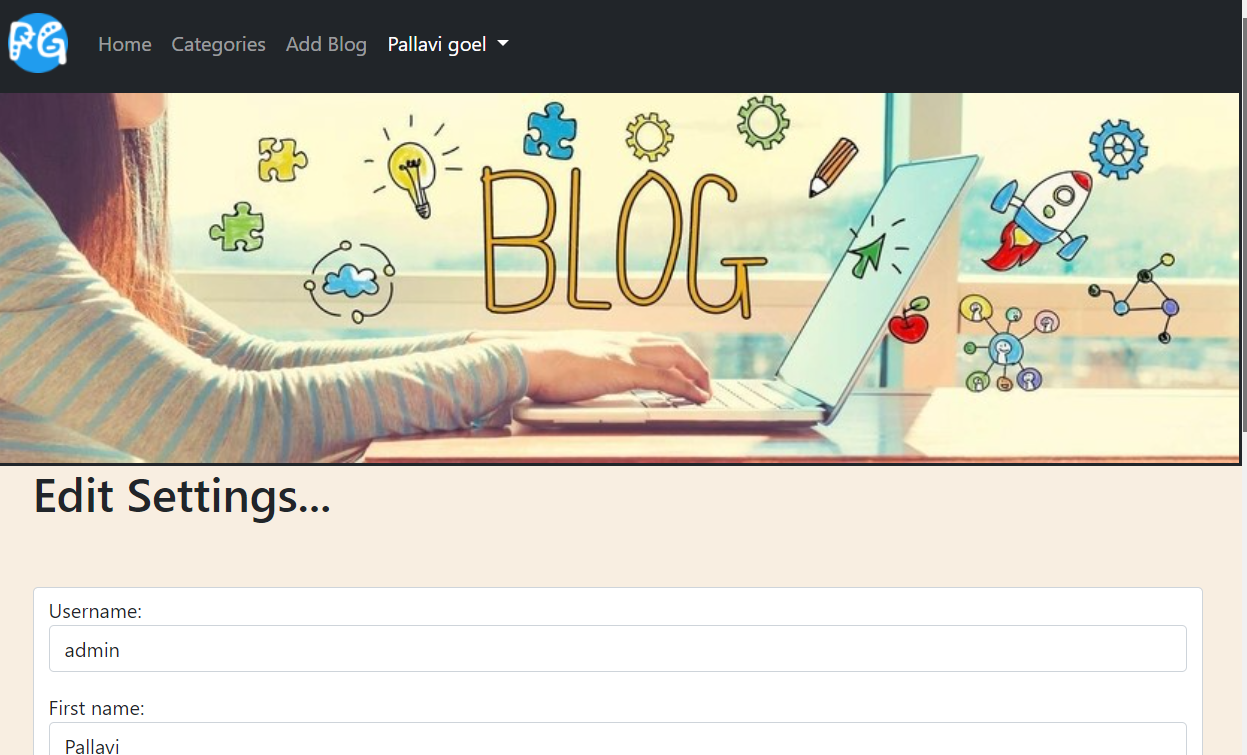 PG
Home Categories Add Blog Pallavi goel
BLOG
Edit Settings...
Username:
admin
First name:
Pallavi